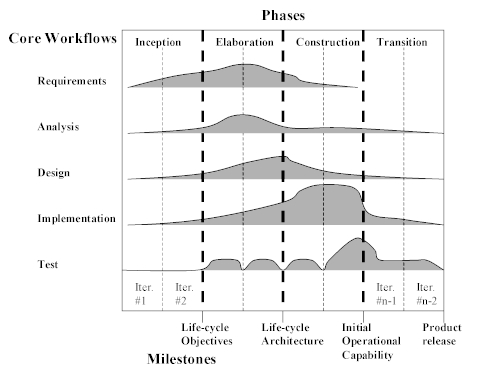 Phases
Core Workflows
Inception Elaboration Construction Transition
Requirements
Analysis
Design
Implementation
Test
Iter. Iter. Iter. Iter.
#1 #2 #n-1 #n-2
Life-cycle Life-cycle Initial Product
Objectives Architecture Operational release
Capability
Milestones